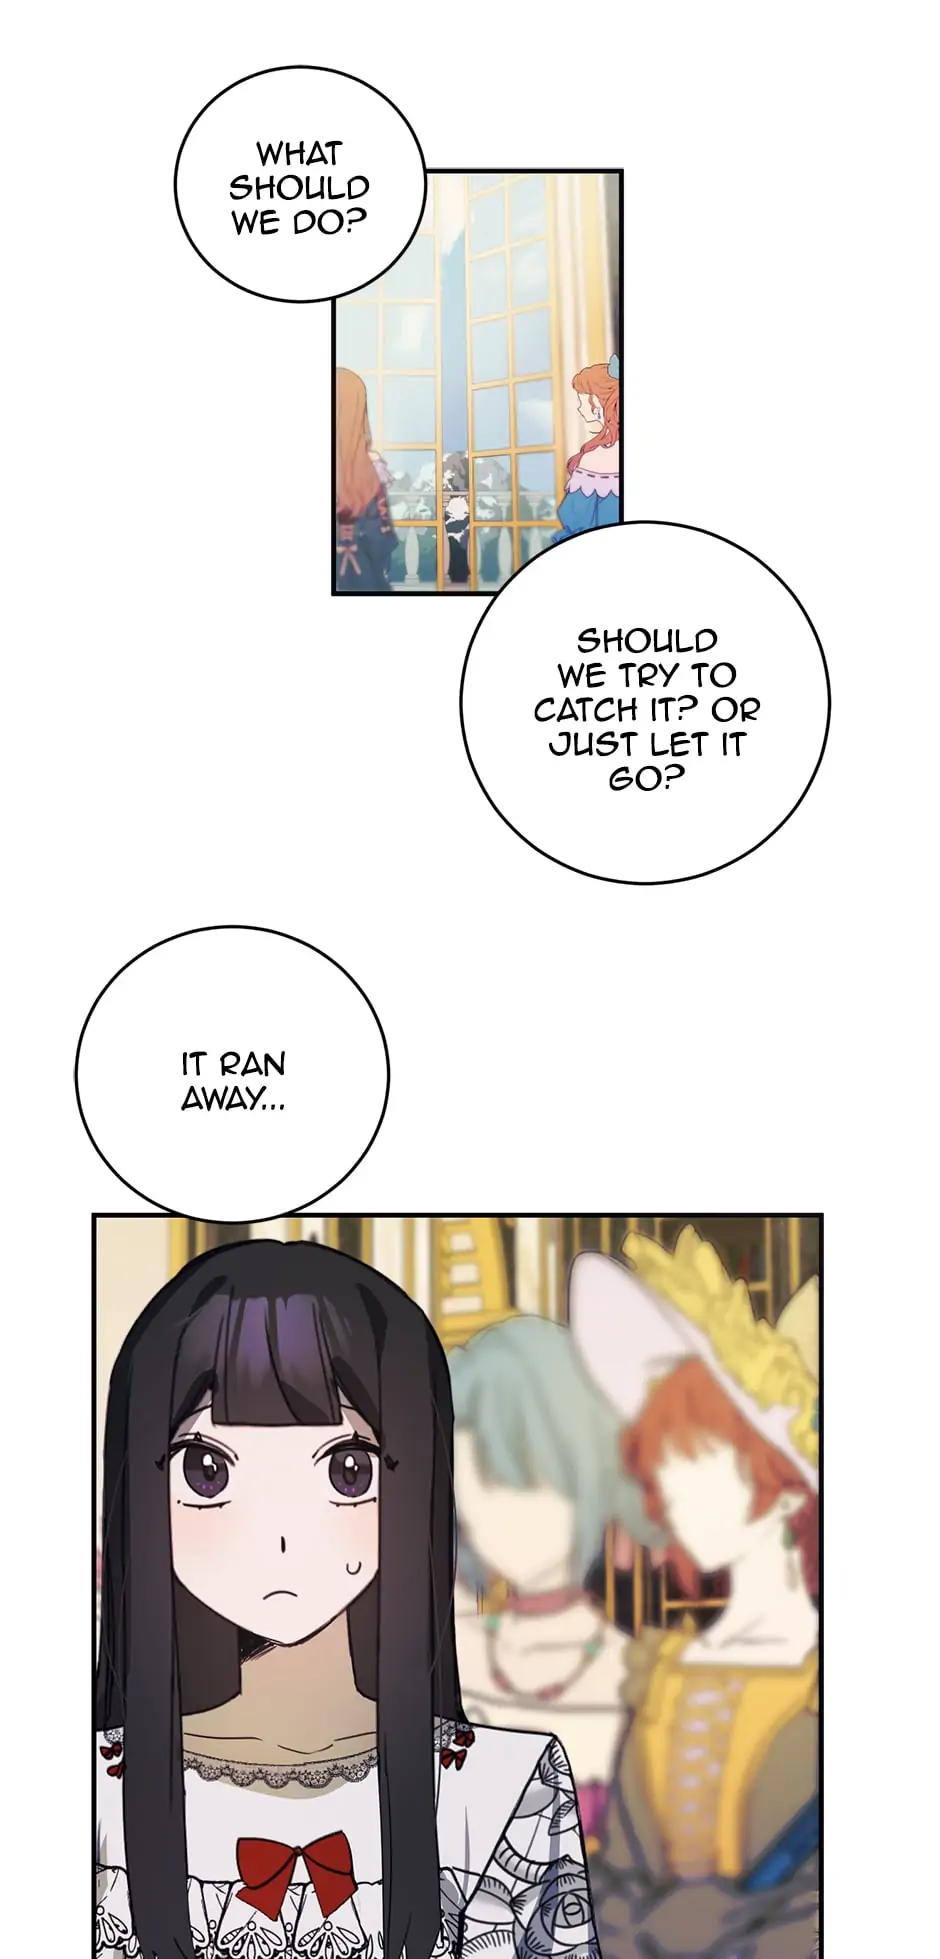 WHAT
SHOULD
WE DO?
SHOULD
WE TRY TO
CATCH IT? OR
JUST LET IT
GO?
IT RAN
AWAY...